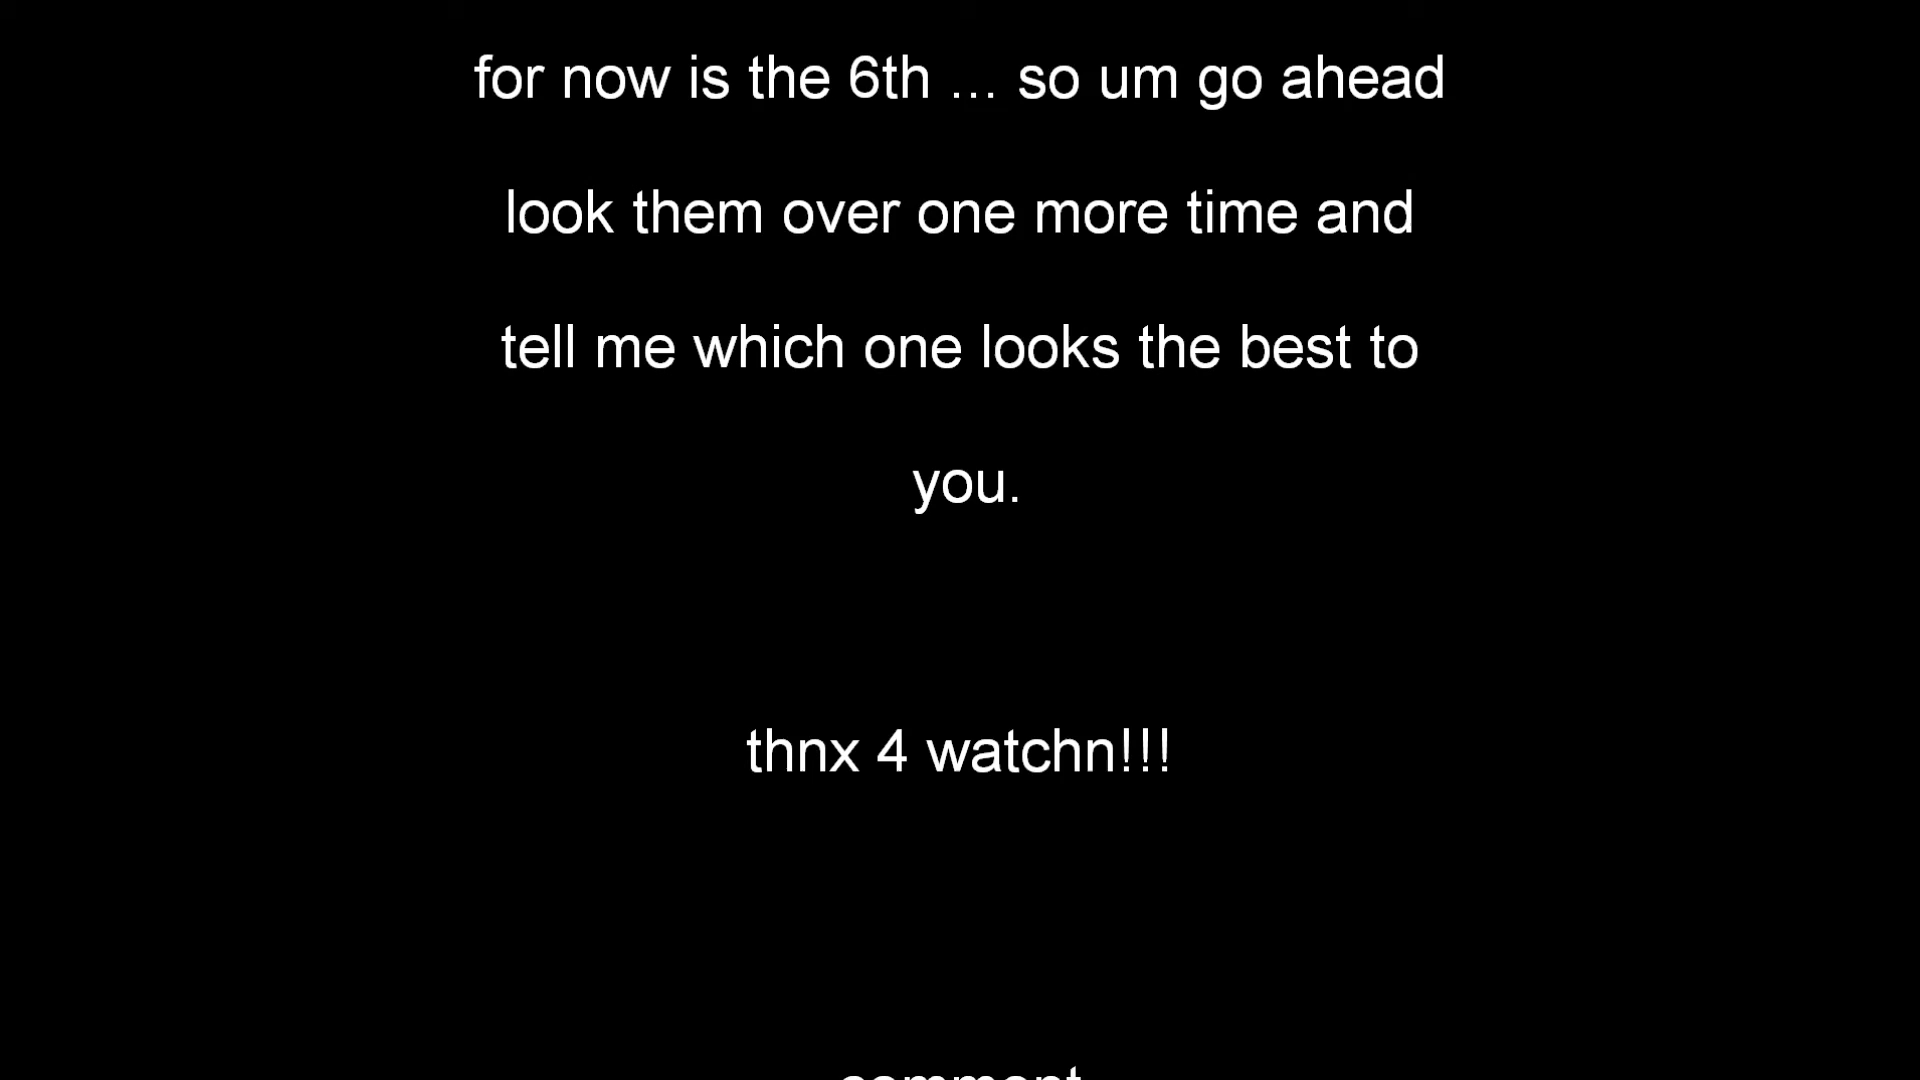 for now is the 6th ... so um go ahead
look them over one more time and
tell me which one looks the best to
you.
thnx 4 watchn!!!
comment